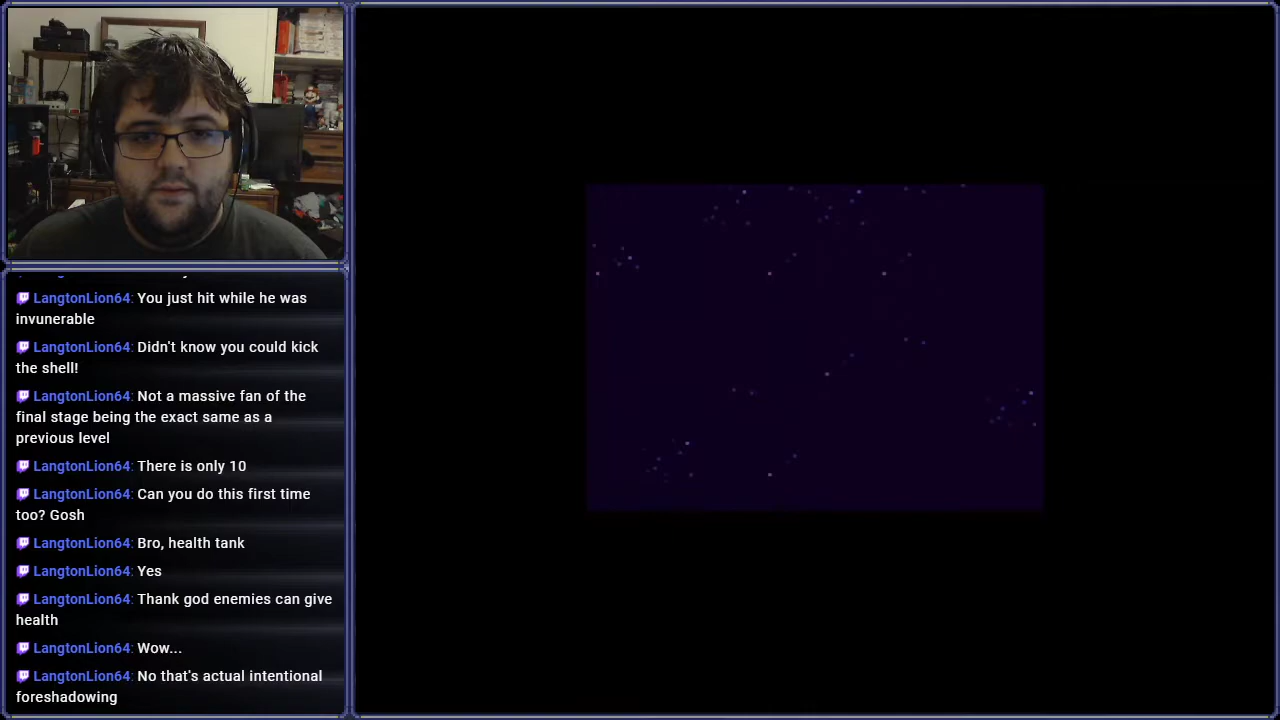 LangtonLion64: You just hit while he was
invunerable
LangtonLion64: Didn't know you could kick
the shell!
LangtonLion64: Not a massive fan of the
final stage being the exact same as a
previous level
LangtonLion64: There is only 10
LangtonLion64: Can you do this first time
too? Gosh
LangtonLion64: Bro, health tank
LangtonLion64: Yes
LangtonLion64: Thank god enemies can give
health
LangtonLion64: Wow...
LangtonLion64: No that's actual intentional
foreshadowing